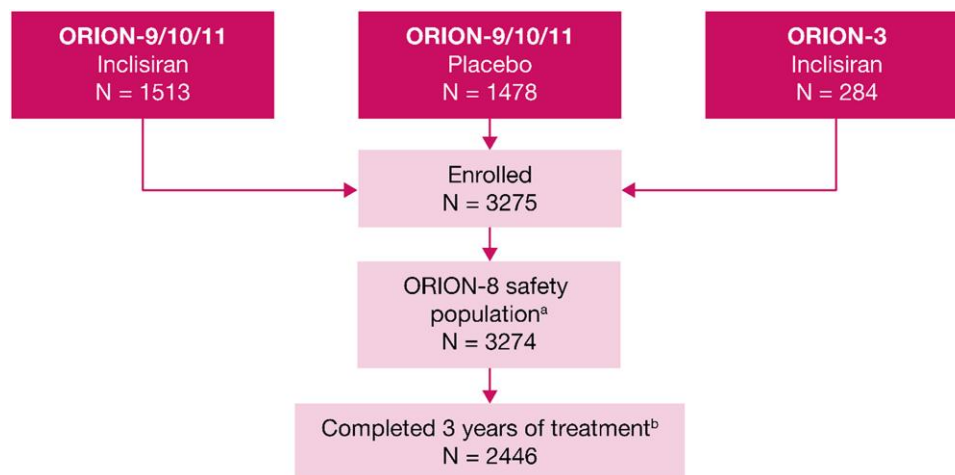 ORION-9/10/11
Inclisiran
N = 1513
ORION-9/10/11
Placebo
N = 1478
ORION-3
Inclisiran
N = 284
Enrolled
N = 3275
ORION-8 safety
populationᵃ
N = 3274
Completed 3 years of treatmentᵇ
N = 2446